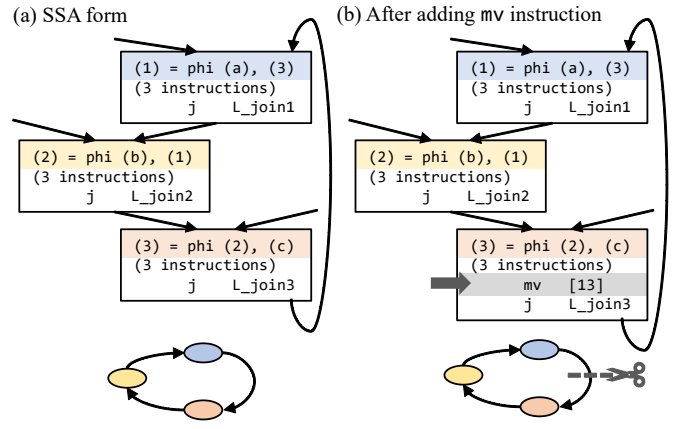 (a) SSA form
(1) = phi (a), (3)
(3 instructions)
j L_join1
(2) = phi (b), (1)
(3 instructions)
j L_join2
(3) = phi (2), (c)
(3 instructions)
j L_join3
(b) After adding mv instruction
(1) = phi (a), (3)
(3 instructions)
j L_join1
(2) = phi (b), (1)
(3 instructions)
j L_join2
(3) = phi (2), (c)
(3 instructions)
mv [13]
j L_join3